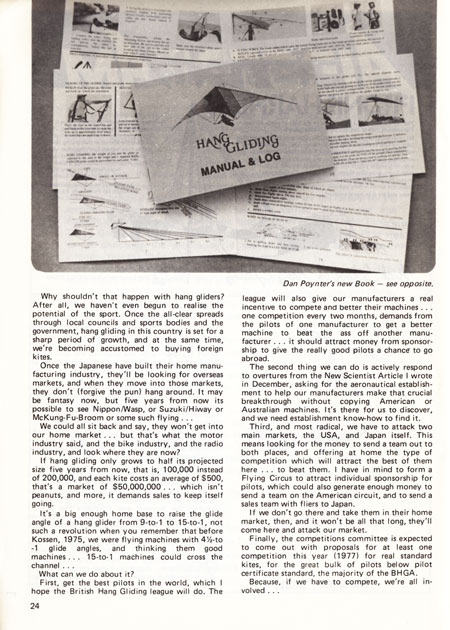 HANG
GLIDING
MANUAL & LOG
Dan Poynter's new Book — see opposite.
Why shouldn't that happen with hang gliders?
After all, we haven't even begun to realise the
potential of the sport. Once the all-clear spreads
through local councils and sports bodies and the
government, hang gliding in this country is set for a
sharp period of growth, and at the same time,
we're becoming accustomed to buying foreign
kites.
Once the Japanese have built their home manu-
facturing industry, they'll be looking for overseas
markets, and when they move into those markets,
they don't (forgive the pun) hang around. It may
be fantasy now, but five years from now its
possible to see Nippon/Wasp, or Suzuki/Hiway or
McKung-Fu-Broom or some such flying . . .
We could all sit back and say, they won't get into
our home market . . . but that's what the motor
industry said, and the bike industry, and the radio
industry, and look where they are now?
If hang gliding only grows to half its projected
size five years from now, that is, 100,000 instead
of 200,000, and each kite costs an average of $500,
that's a market of $50,000,000 . . . which isn't
peanuts, and more, it demands sales to keep itself
going.
It's a big enough home base to raise the glide
angle of a hang glider from 9-to-1 to 15-to-1, not
such a revolution when you remember that before
Kossen, 1975, we were flying machines with 4½-to
-1 glide angles, and thinking them good
machines . . . 15-to-1 machines could cross the
channel . . .
What can we do about it?
First, get the best pilots in the world, which I
hope the British Hang Gliding league will do. The
league will also give our manufacturers a real
incentive to compete and better their machines . . .
one competition every two months, demands from
the pilots of one manufacturer to get a better
machine to beat the ass off another manu-
facturer . . . it should attract money from sponsor-
ship to give the really good pilots a chance to go
abroad.
The second thing we can do is actively respond
to overtures from the New Scientist Article I wrote
in December, asking for the aeronautical establish-
ment to help our manufacturers make that crucial
breakthrough without copying American or
Australian machines. It's there for us to discover,
and we need establishment know-how to find it.
Third, and most radical, we have to attack two
main markets, the USA, and Japan itself. This
means looking for the money to send a team out to
both places, and offering at home the type of
competition which will attract the best of them
here . . . to beat them. I have in mind to form a
Flying Circus to attract individual sponsorship for
pilots, which could also generate enough money to
send a team on the American circuit, and to send a
sales team with fliers to Japan.
If we don't go there and take them in their home
market, then, and it won't be all that long, they'll
come here and attack our market.
Finally, the competitions committee is expected
to come out with proposals for at least one
competition this year (1977) for real standard
kites, for the great bulk of pilots below pilot
certificate standard, the majority of the BHGA.
Because, if we have to compete, we're all in-
volved . . .
24